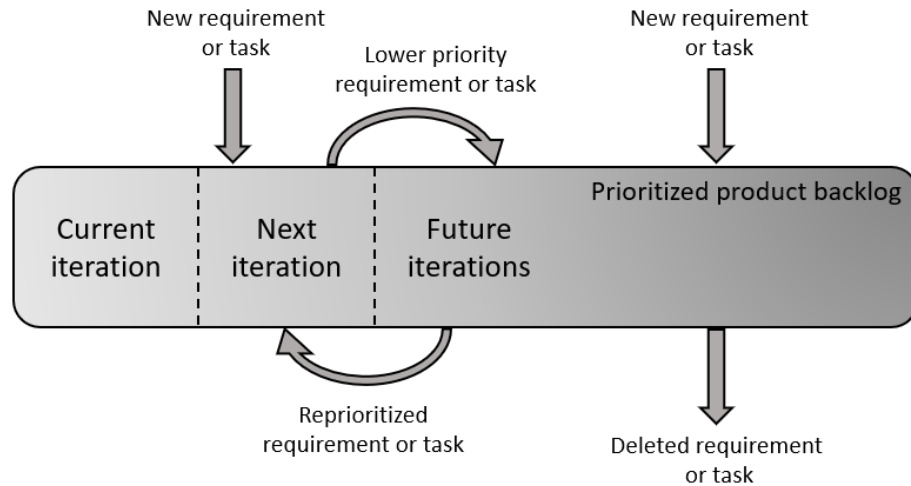 New requirement
or task
Lower priority
requirement or task
New requirement
or task
Prioritized product backlog
Current
iteration
Next
iteration
Future
iterations
Reprioritized
requirement or task
Deleted requirement
or task